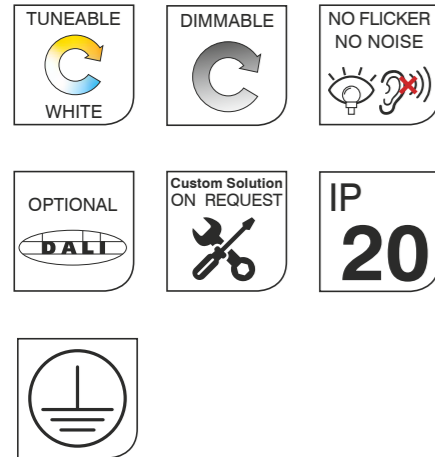 TUNEABLE
WHITE
DIMMABLE
NO FLICKER
NO NOISE
OPTIONAL
DALI
Custom Solution
ON REQUEST
IP
20